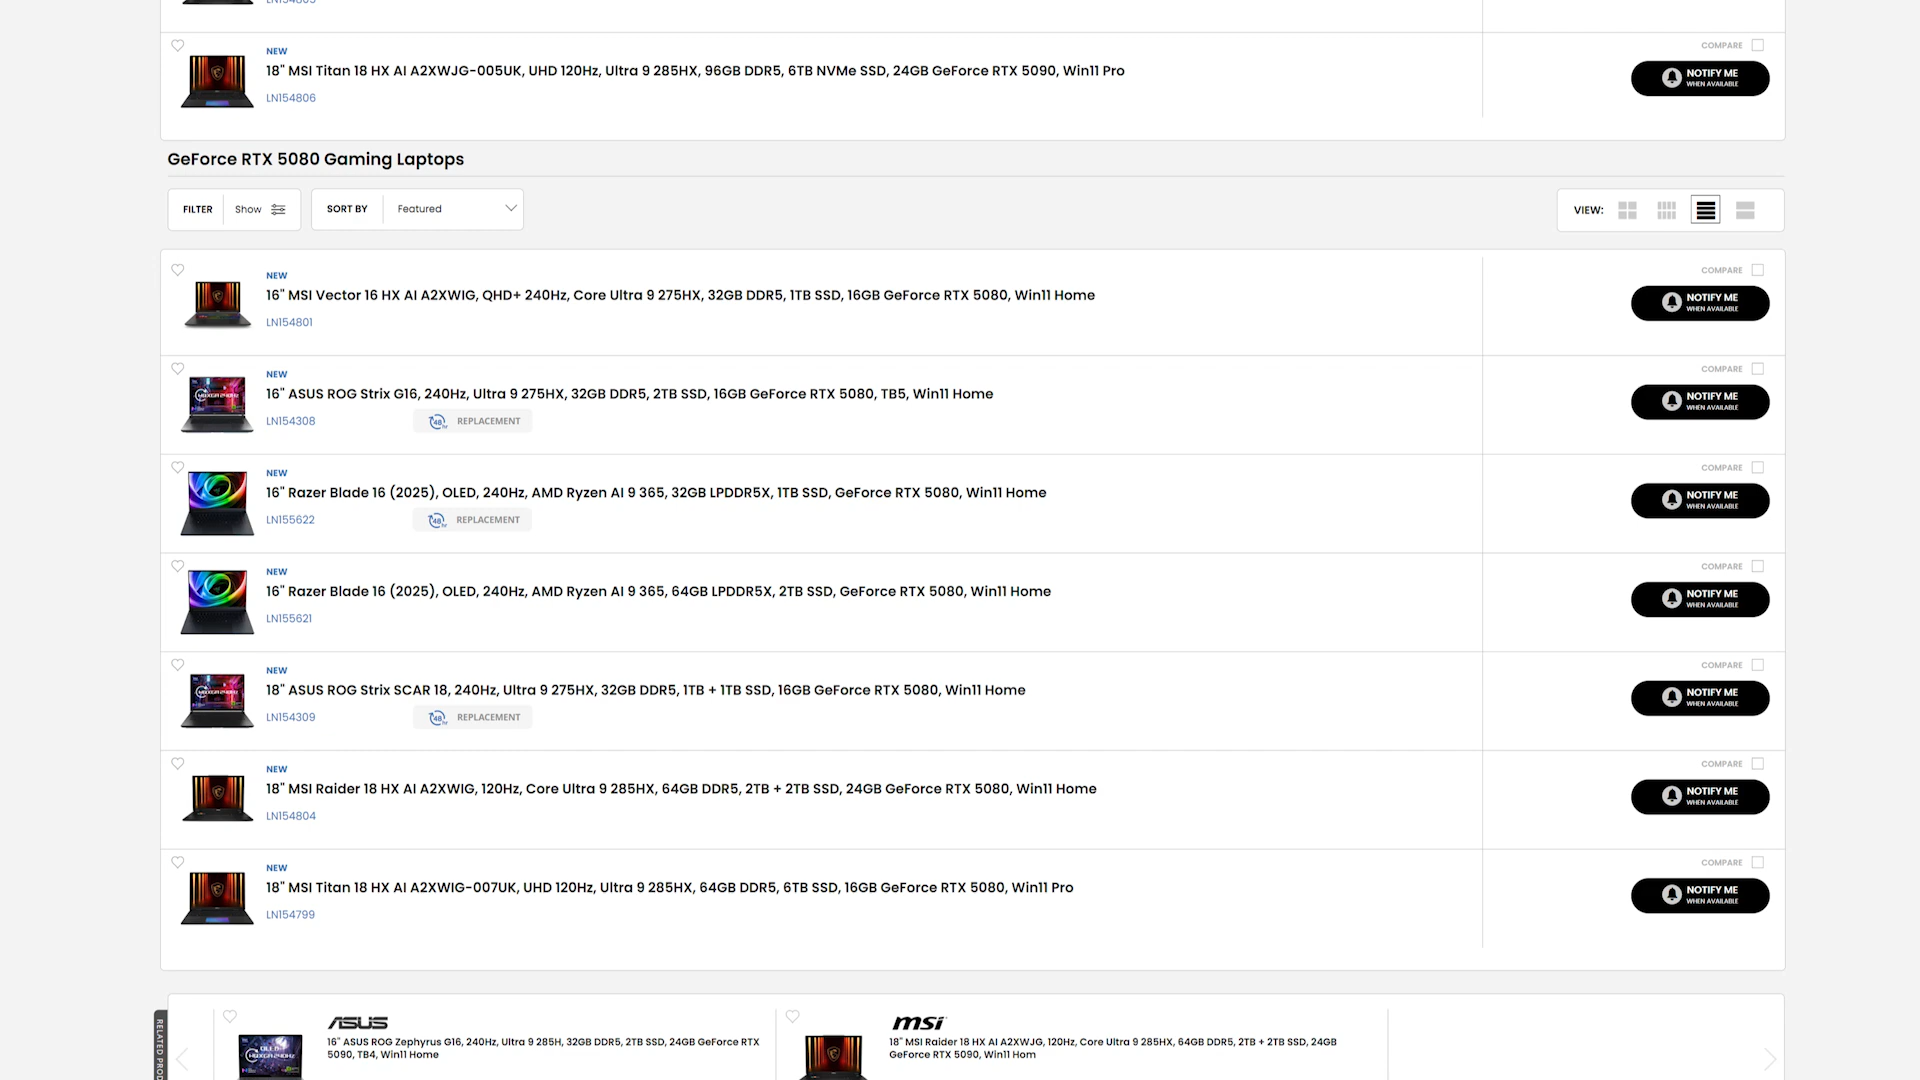 LN154805
NEW
COMPARE
18" MSI Titan 18 HX AI A2XWJG-005UK, UHD 120Hz, Ultra 9 285HX, 96GB DDR5, 6TB NVMe SSD, 24GB GeForce RTX 5090, Win11 Pro
NOTIFY ME
WHEN AVAILABLE
LN154806
GeForce RTX 5080 Gaming Laptops
FILTER Show
SORT BY Featured
VIEW:
NEW
COMPARE
16" MSI Vector 16 HX AI A2XWIG, QHD+ 240Hz, Core Ultra 9 275HX, 32GB DDR5, 1TB SSD, 16GB GeForce RTX 5080, Win11 Home
NOTIFY ME
WHEN AVAILABLE
LN154801
NEW
COMPARE
16" ASUS ROG Strix G16, 240Hz, Ultra 9 275HX, 32GB DDR5, 2TB SSD, 16GB GeForce RTX 5080, TB5, Win11 Home
NOTIFY ME
WHEN AVAILABLE
LN154308
48hr REPLACEMENT
NEW
COMPARE
16" Razer Blade 16 (2025), OLED, 240Hz, AMD Ryzen AI 9 365, 32GB LPDDR5X, 1TB SSD, GeForce RTX 5080, Win11 Home
NOTIFY ME
WHEN AVAILABLE
LN155622
48hr REPLACEMENT
NEW
COMPARE
16" Razer Blade 16 (2025), OLED, 240Hz, AMD Ryzen AI 9 365, 64GB LPDDR5X, 2TB SSD, GeForce RTX 5080, Win11 Home
NOTIFY ME
WHEN AVAILABLE
LN155621
NEW
COMPARE
18" ASUS ROG Strix SCAR 18, 240Hz, Ultra 9 275HX, 32GB DDR5, 1TB + 1TB SSD, 16GB GeForce RTX 5080, Win11 Home
NOTIFY ME
WHEN AVAILABLE
LN154309
48hr REPLACEMENT
NEW
COMPARE
18" MSI Raider 18 HX AI A2XWIG, 120Hz, Core Ultra 9 285HX, 64GB DDR5, 2TB + 2TB SSD, 24GB GeForce RTX 5080, Win11 Home
NOTIFY ME
WHEN AVAILABLE
LN154804
NEW
COMPARE
18" MSI Titan 18 HX AI A2XWIG-007UK, UHD 120Hz, Ultra 9 285HX, 64GB DDR5, 6TB SSD, 16GB GeForce RTX 5080, Win11 Pro
NOTIFY ME
WHEN AVAILABLE
LN154799
RELATED PROD
ASUS
16" ASUS ROG Zephyrus G16, 240Hz, Ultra 9 285H, 32GB DDR5, 2TB SSD, 24GB GeForce RTX
5090, TB4, Win11 Home
msi
18" MSI Raider 18 HX AI A2XWJG, 120Hz, Core Ultra 9 285HX, 64GB DDR5, 2TB + 2TB SSD, 24GB
GeForce RTX 5090, Win11 Hom